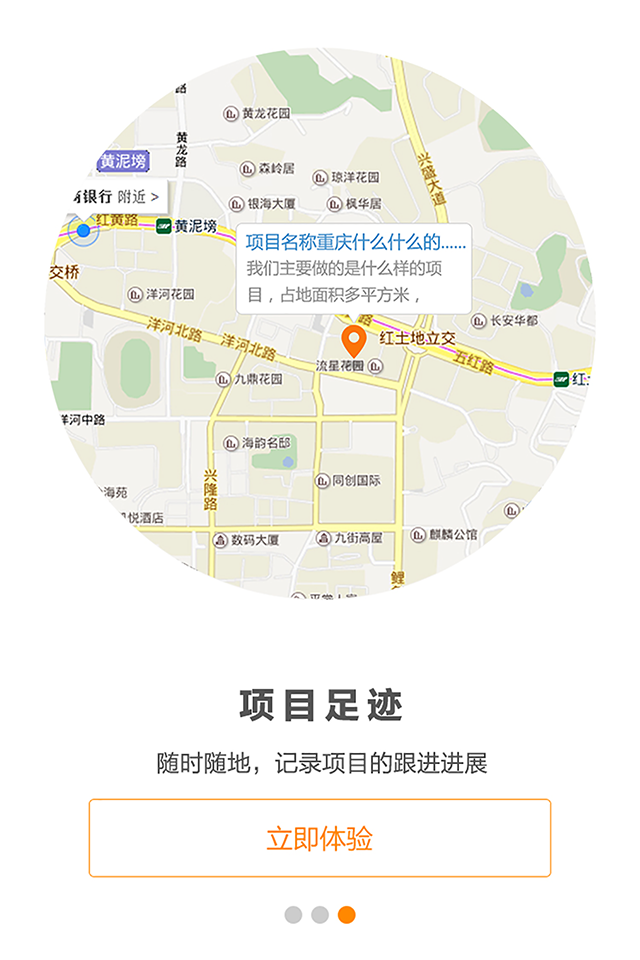 路
黄龙花园
黄龙路
兴盛大道
黄泥塝
森岭居
琼洋花园
银行 附近 >
银海大厦
枫华居
红黄路
黄泥塝
项目名称重庆什么什么的......
我们主要做的是什么样的项
目，占地面积多平方米，
交桥
洋河花园
路
长安华都
洋河北路
洋河北路
红土地立交
五红路
流星花园
九鼎花园
红土
洋河中路
海韵名邸
兴隆路
同创国际
海苑
悦酒店
数码大厦
九街高屋
麒麟公馆
项目足迹
随时随地，记录项目的跟进进展
立即体验